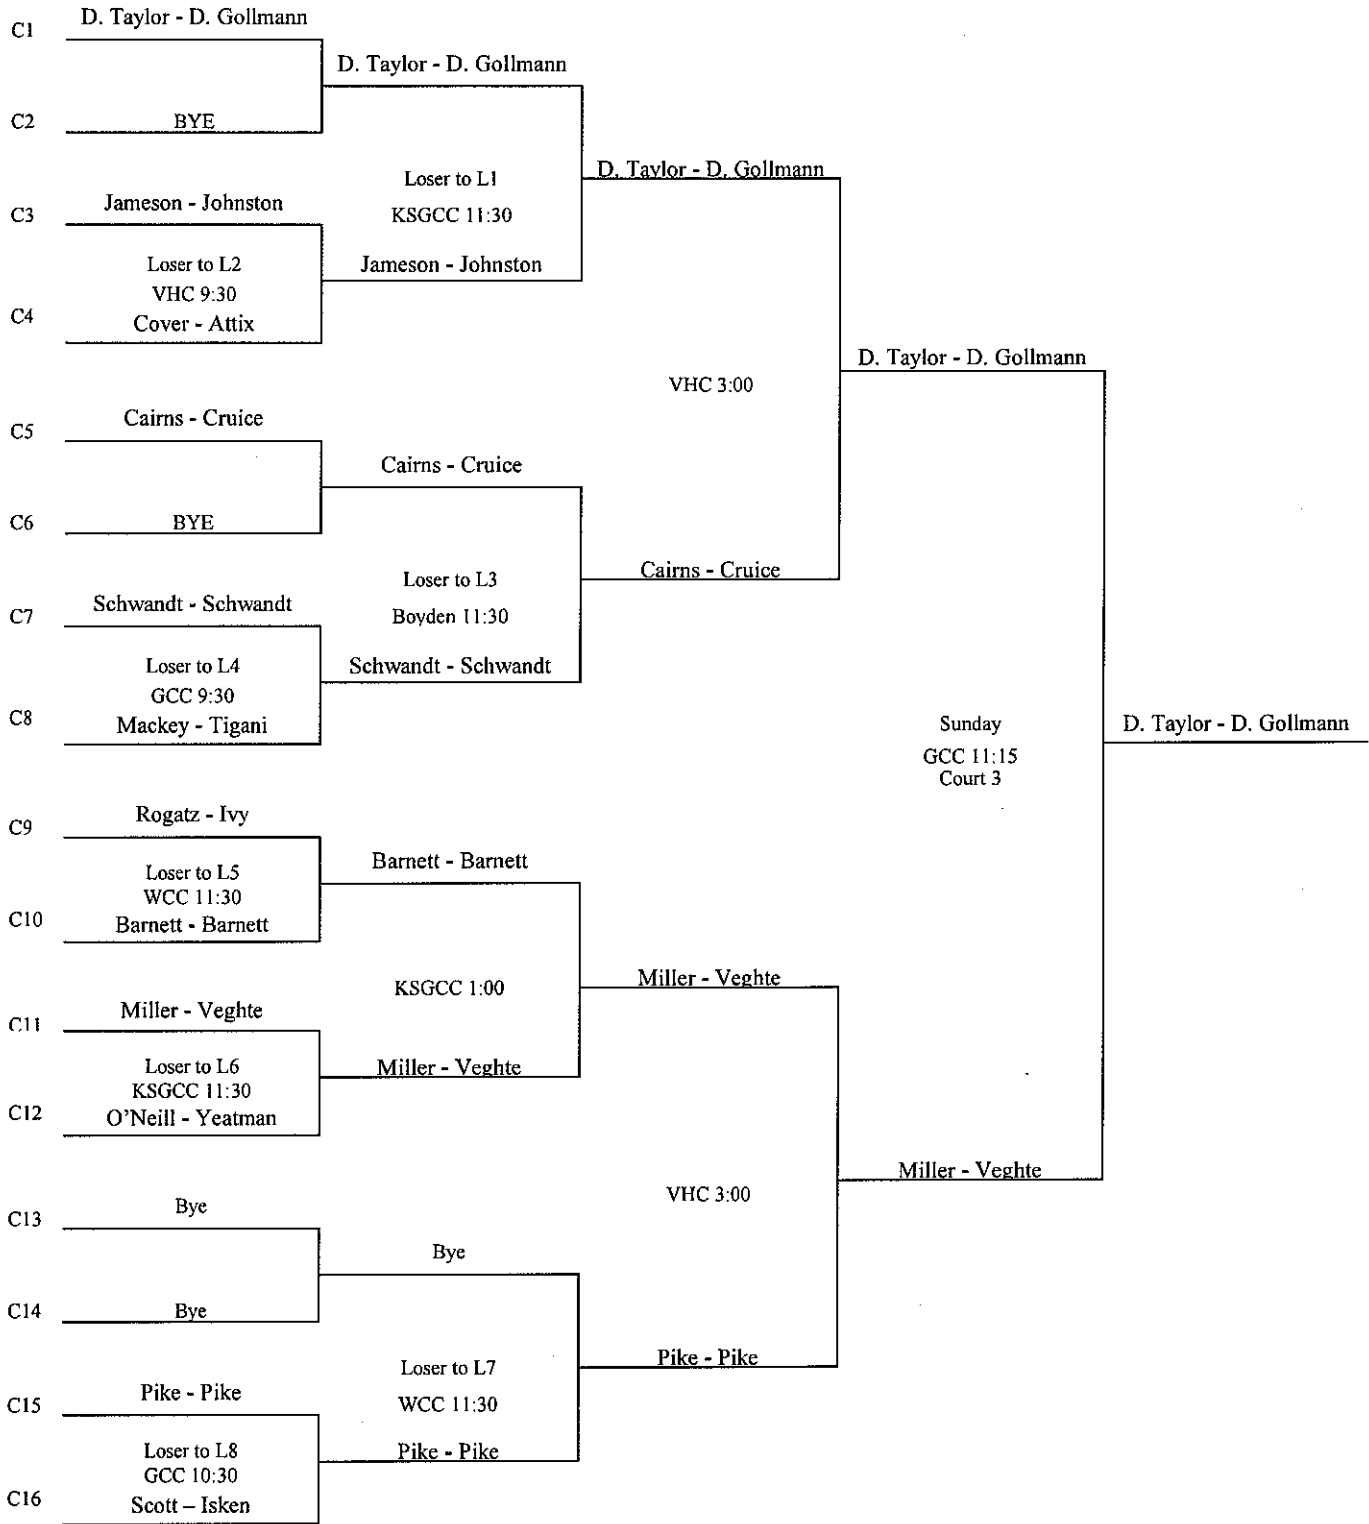 C1
D. Taylor - D. Gollmann
D. Taylor - D. Gollmann
C2
BYE
D. Taylor - D. Gollmann
Loser to L1
KSGCC 11:30
C3
Jameson - Johnston
Loser to L2
VHC 9:30
Jameson - Johnston
C4
Cover - Attix
D. Taylor - D. Gollmann
VHC 3:00
C5
Cairns - Cruice
Cairns - Cruice
C6
BYE
Loser to L3
Boyden 11:30
Cairns - Cruice
C7
Schwandt - Schwandt
Loser to L4
GCC 9:30
Schwandt - Schwandt
C8
Mackey - Tigani
Sunday
GCC 11:15
Court 3
D. Taylor - D. Gollmann
C9
Rogatz - Ivy
Loser to L5
WCC 11:30
Barnett - Barnett
C10
Barnett - Barnett
KSGCC 1:00
Miller - Veghte
C11
Miller - Veghte
Loser to L6
KSGCC 11:30
Miller - Veghte
C12
O'Neill - Yeatman
VHC 3:00
Miller - Veghte
C13
Bye
Bye
C14
Bye
Loser to L7
WCC 11:30
Pike - Pike
C15
Pike - Pike
Loser to L8
GCC 10:30
Pike - Pike
C16
Scott – Isken